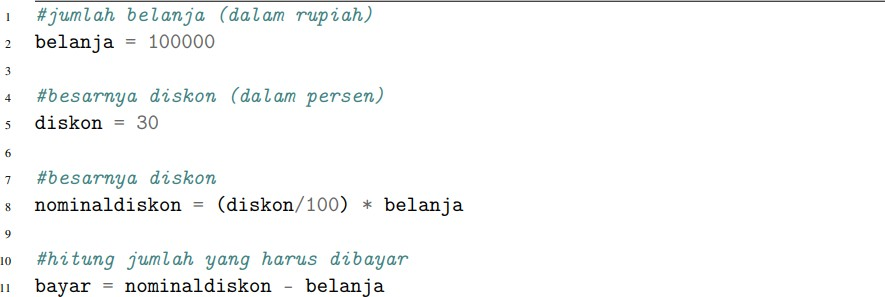 1 #jumlah belanja (dalam rupiah)
2 belanja = 100000
3
4 #besarnya diskon (dalam persen)
5 diskon = 30
6
7 #besarnya diskon
8 nominaldiskon = (diskon/100) * belanja
9
10 #hitung jumlah yang harus dibayar
11 bayar = nominaldiskon - belanja